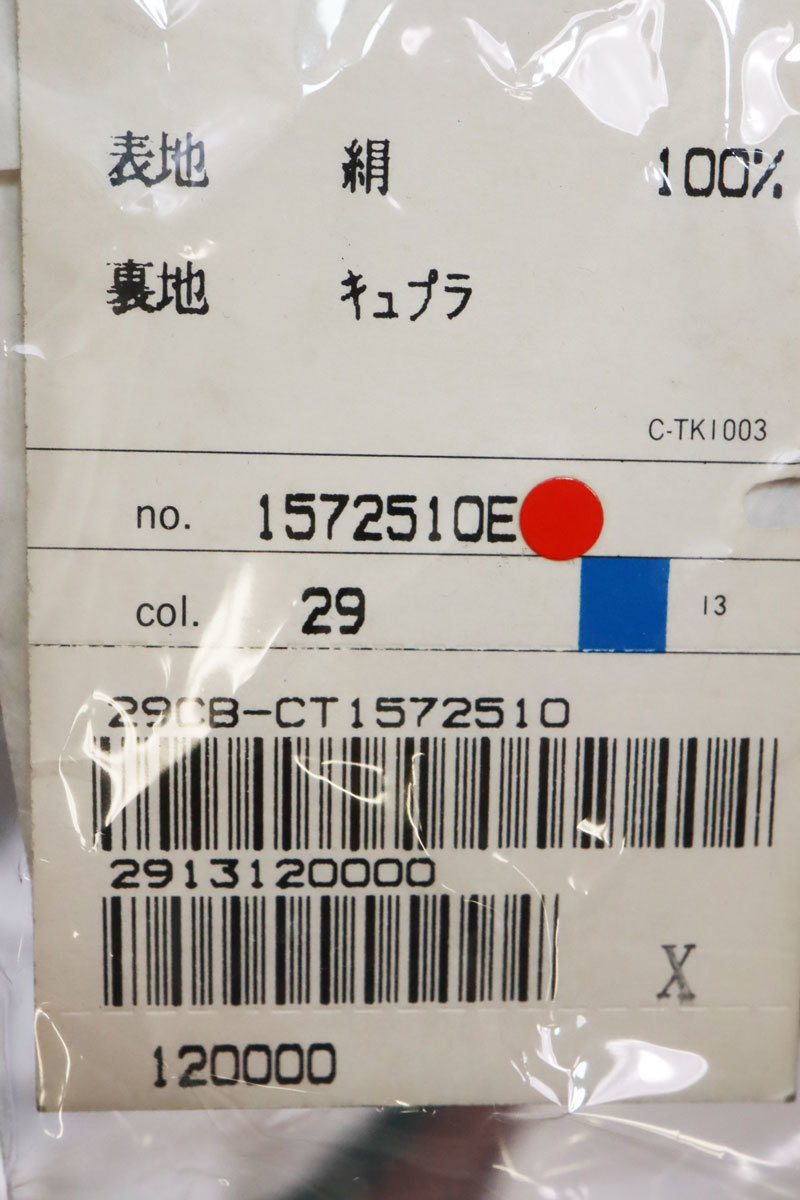 表地 絹 100%
裏地 キュプラ
C-TK1003
no. 1572510E
col. 29 13
29CB-CT1572510
2913120000
X
120000